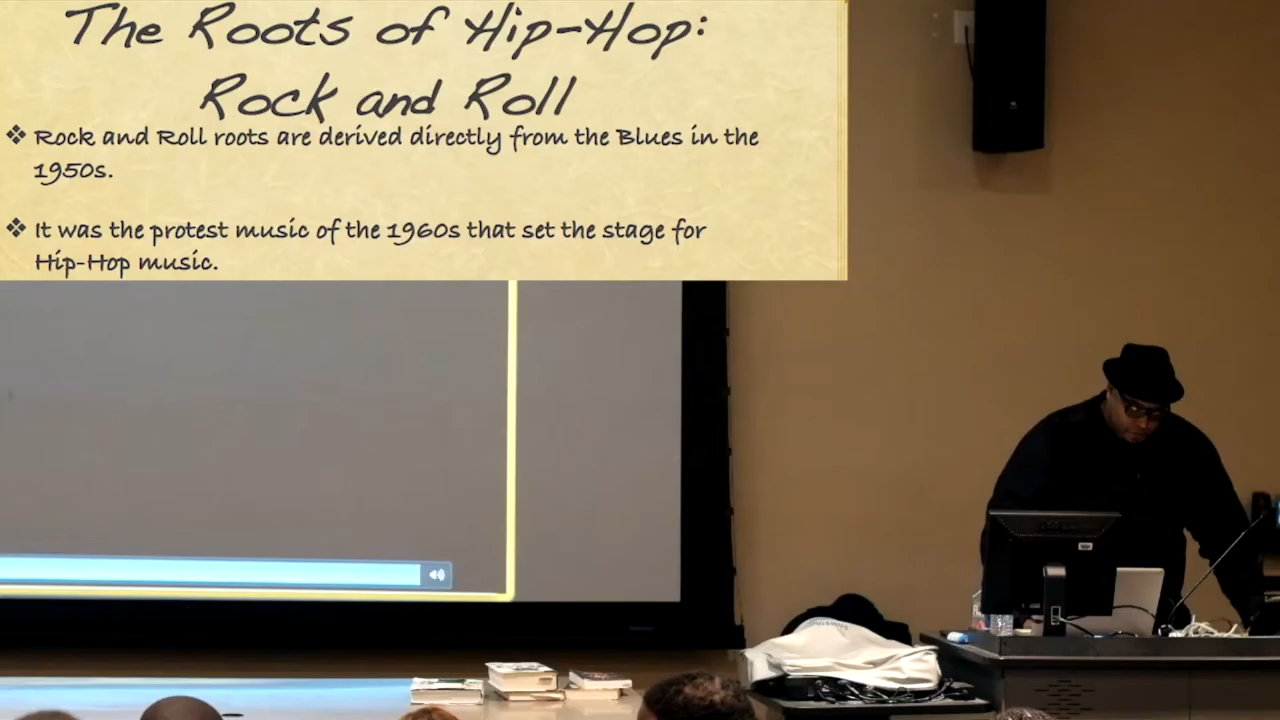 The Roots of Hip-Hop:
Rock and Roll
❖ Rock and Roll roots are derived directly from the Blues in the
1950s.
❖ It was the protest music of the 1960s that set the stage for
Hip-Hop music.
DELL